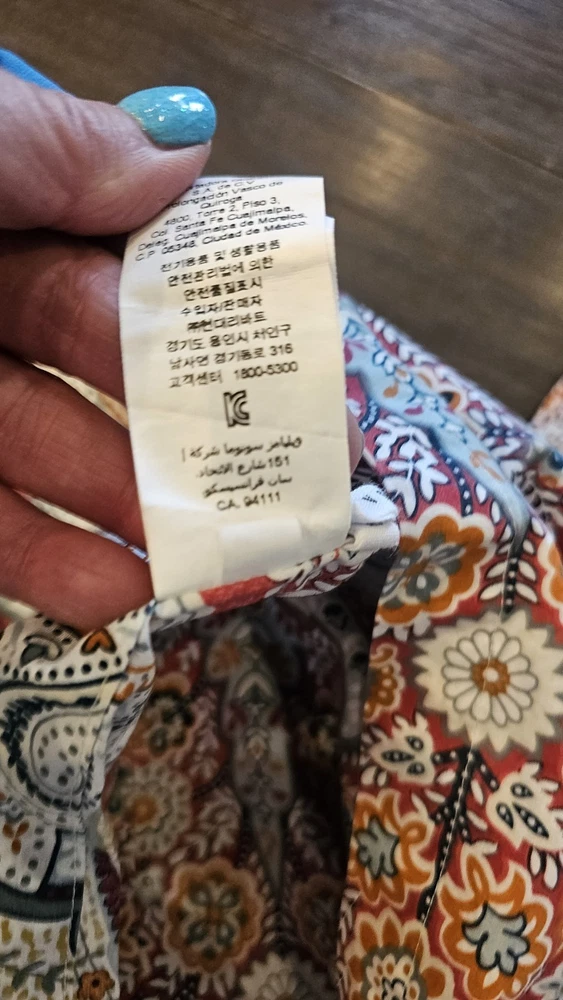 S.A. de C.V
olongación Vasco de
Quiroga
4800, Torre 2, Piso 3,
Col. Santa Fe Cuajimalpa,
Deleg. Cuajimalpa de Morelos,
C.P 05348, Ciudad de México.
전기용품 및 생활용품
안전관리법에 의한
안전품질표시
수입자/판매자
㈜현대리바트
경기도 용인시 처인구
남사면 경기동로 316
고객센터 1800-5300
KC
ويليامز سونوما شركة |
151شارع الاتحاد،
سان فرانسيسكو
CA, 94111